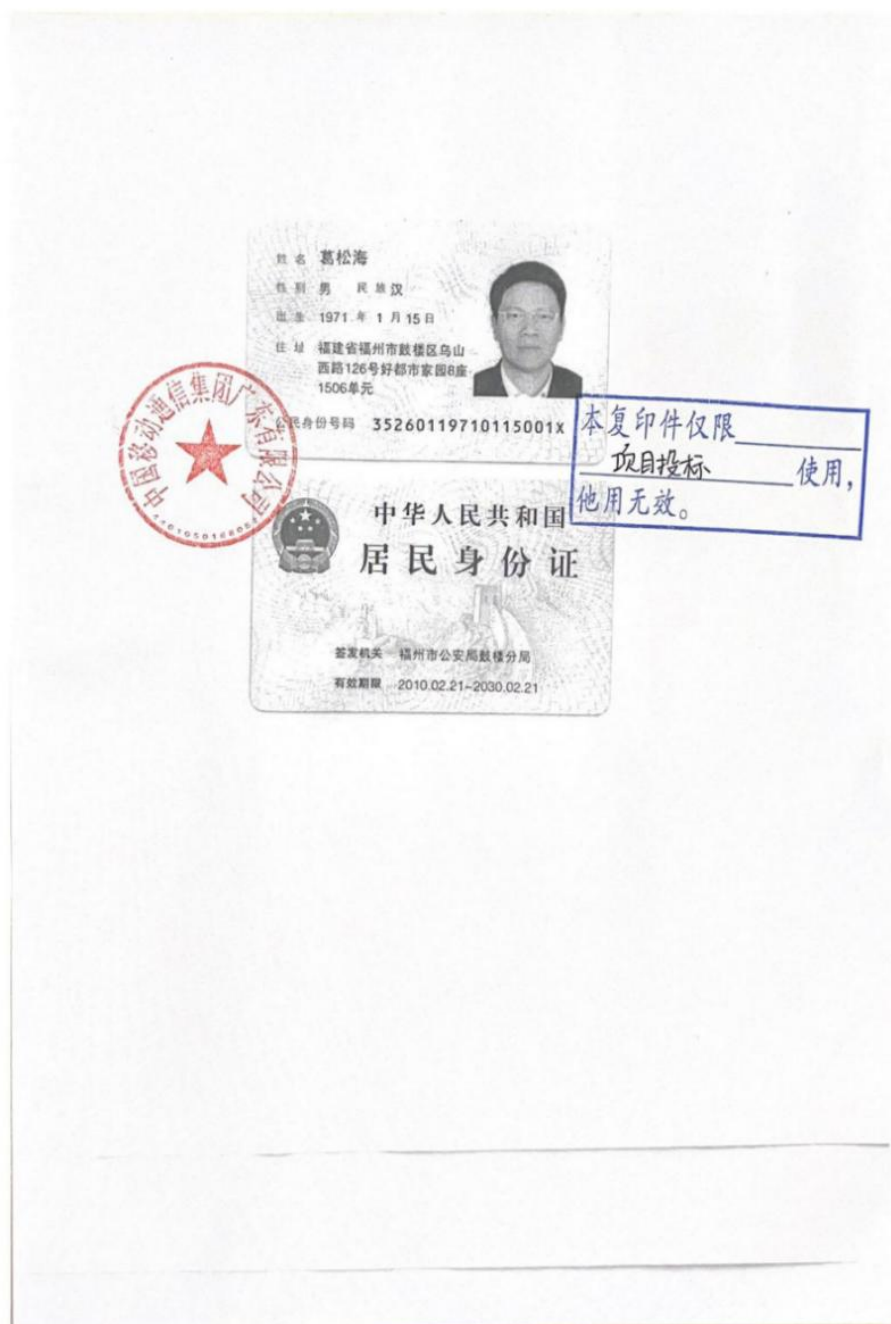 姓名 葛松海
性别 男 民族 汉
出生 1971 年 1 月 15 日
住址 福建省福州市鼓楼区乌山
西路126号好都市家园8座
1506单元
公民身份号码 35260119710115001X
中国移动通信集团广东有限公司
本复印件仅限
项目投标 使用,
他用无效。
中华人民共和国
居民身份证
签发机关 福州市公安局鼓楼分局
有效期限 2010.02.21-2030.02.21